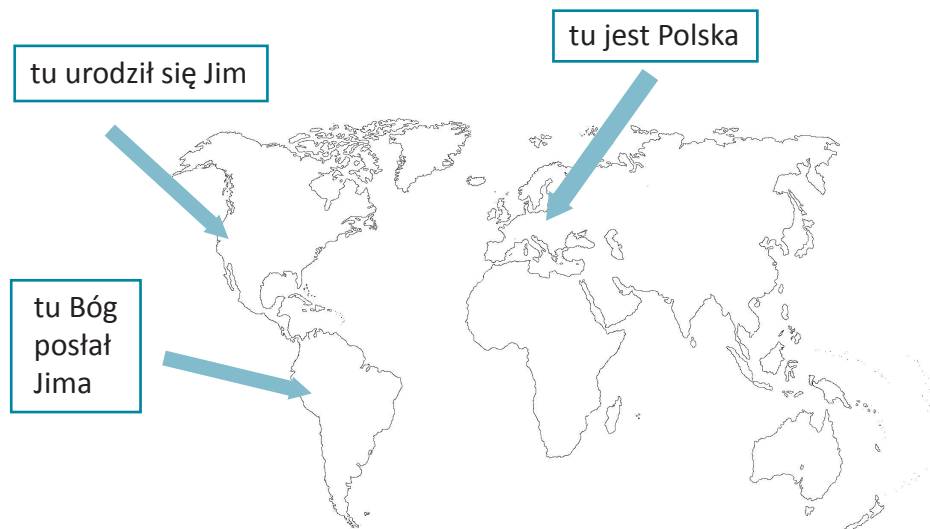 tu jest Polska
tu urodził się Jim
tu Bóg
posłał
Jima